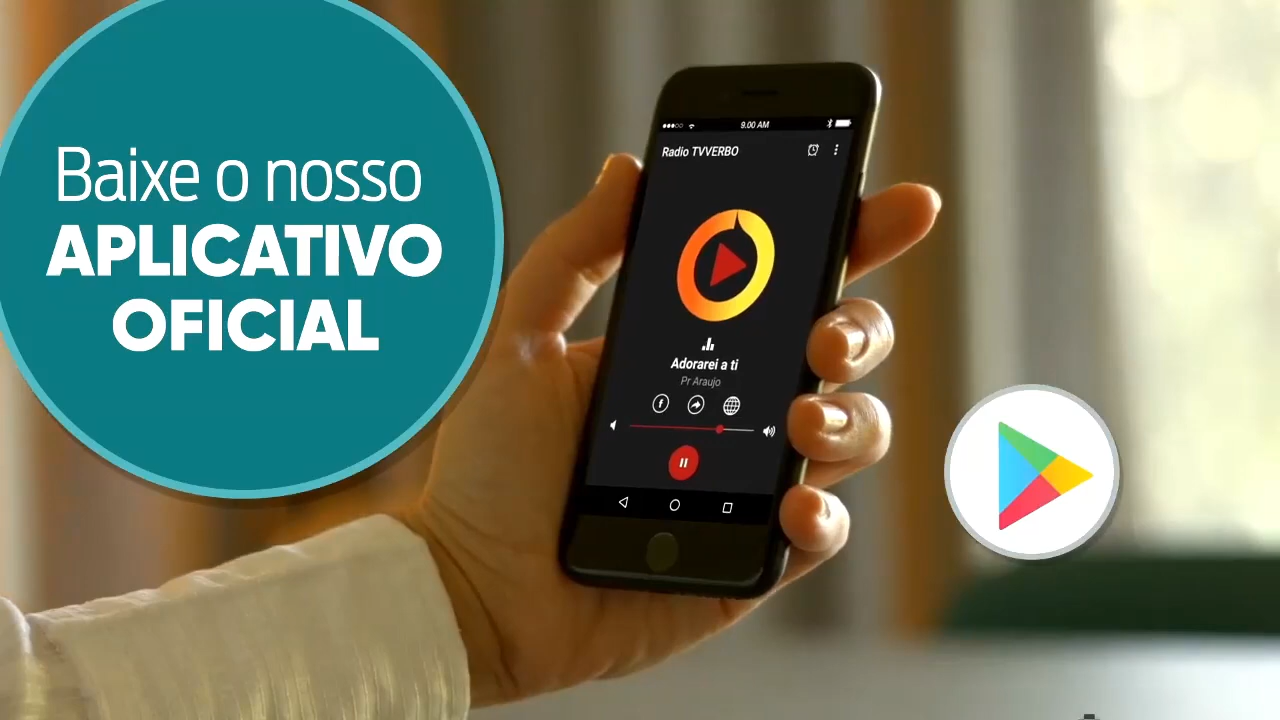 Baixe o nosso
APLICATIVO
OFICIAL
9.00 AM
Radio TVVERBO
Adorarei a ti
Pr Araujo
f